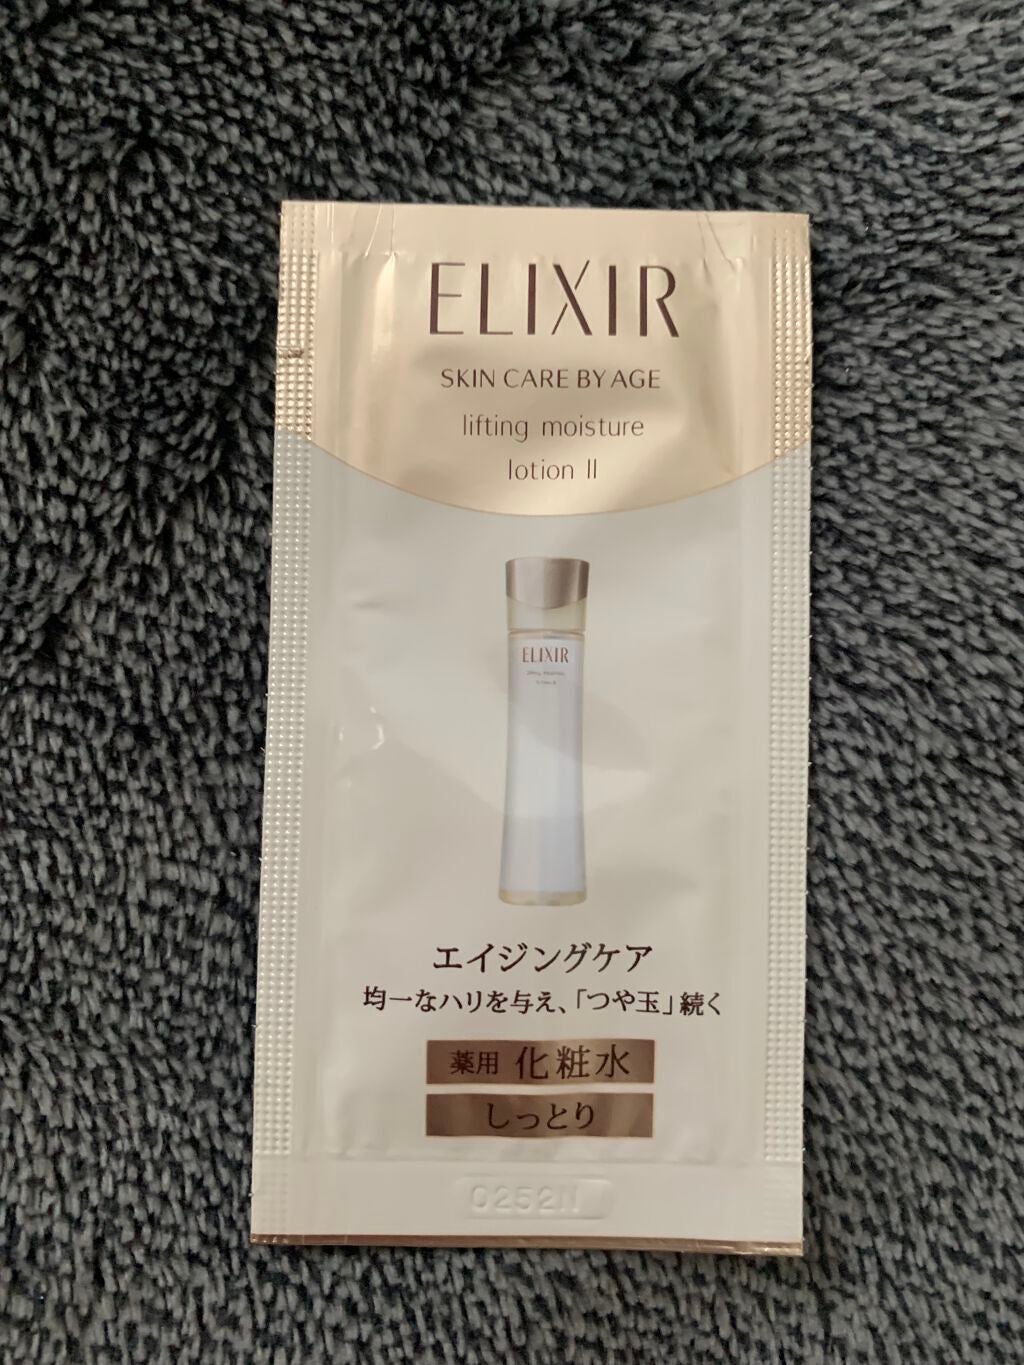 ELIXIR
SKIN CARE BY AGE
lifting moisture
lotion II
ELIXIR
エイジングケア
均一なハリを与え、「つや玉」続く
薬用 化粧水
しっとり
0252N